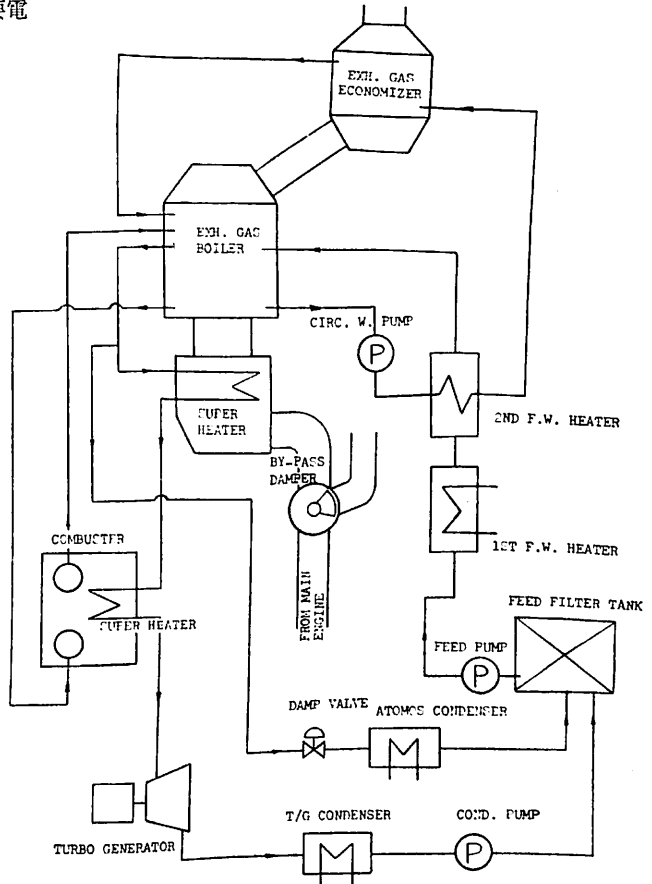 電
EXH. GAS
ECONOMIZER
EXH. GAS
BOILER
CIRC. W. PUMP
P
SUPER
HEATER
2ND F.W. HEATER
BY-PASS
DAMPER
1ST F.W. HEATER
COMBUSTER
FROM MAIN
ENGINE
FEED FILTER TANK
SUPER HEATER
FEED PUMP
P
DAMP VALVE
ATOMOS CONDENSER
T/G CONDENSER
COND. PUMP
TURBO GENERATOR
P